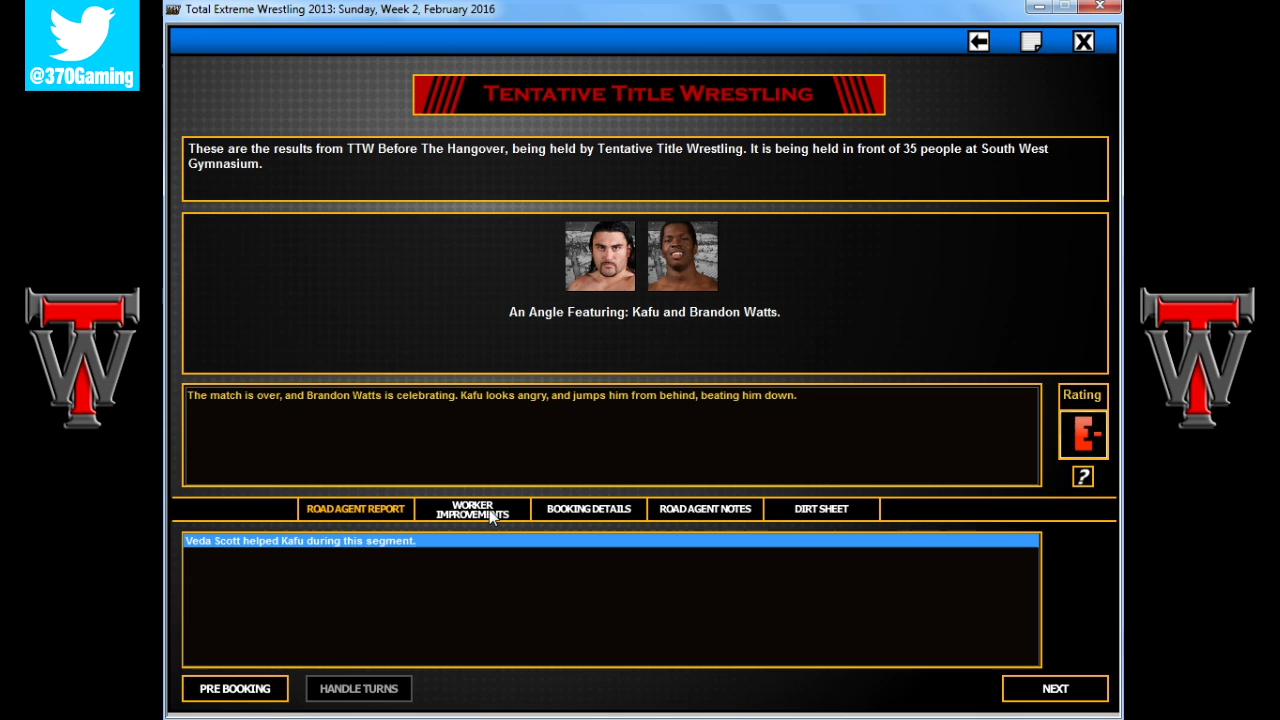 Total Extreme Wrestling 2013: Sunday, Week 2, February 2016
@370Gaming
TENTATIVE TITLE WRESTLING
These are the results from TTW Before The Hangover, being held by Tentative Title Wrestling. It is being held in front of 35 people at South West
Gymnasium.
An Angle Featuring: Kafu and Brandon Watts.
The match is over, and Brandon Watts is celebrating. Kafu looks angry, and jumps him from behind, beating him down.
Rating
E-
?
ROAD AGENT REPORT
WORKER
IMPROVEMENTS
BOOKING DETAILS
ROAD AGENT NOTES
DIRT SHEET
Veda Scott helped Kafu during this segment.
PRE BOOKING
HANDLE TURNS
NEXT